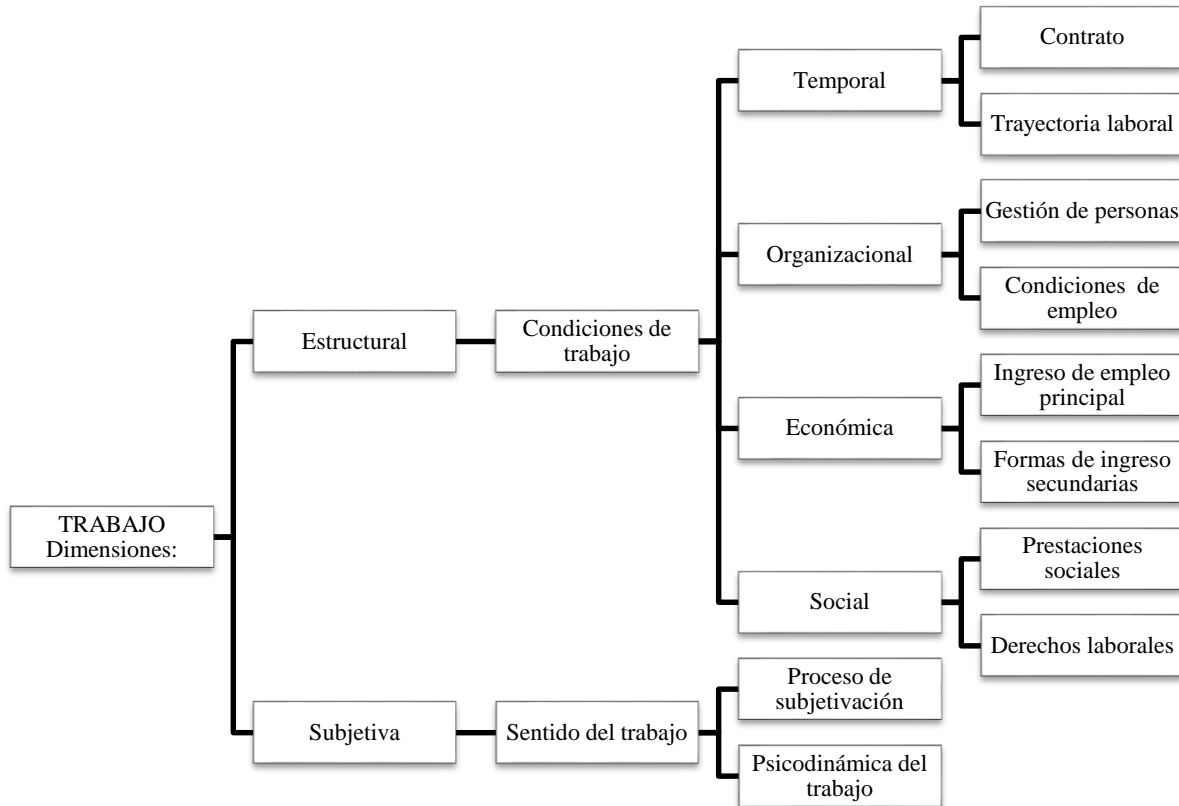 Contrato
Temporal
Trayectoria laboral
Gestión de personas
Organizacional
Condiciones de
empleo
Estructural
Condiciones de
trabajo
Ingreso de empleo
principal
Económica
Formas de ingreso
secundarias
TRABAJO
Dimensiones:
Prestaciones
sociales
Social
Derechos laborales
Proceso de
subjetivación
Subjetiva
Sentido del trabajo
Psicodinámica del
trabajo